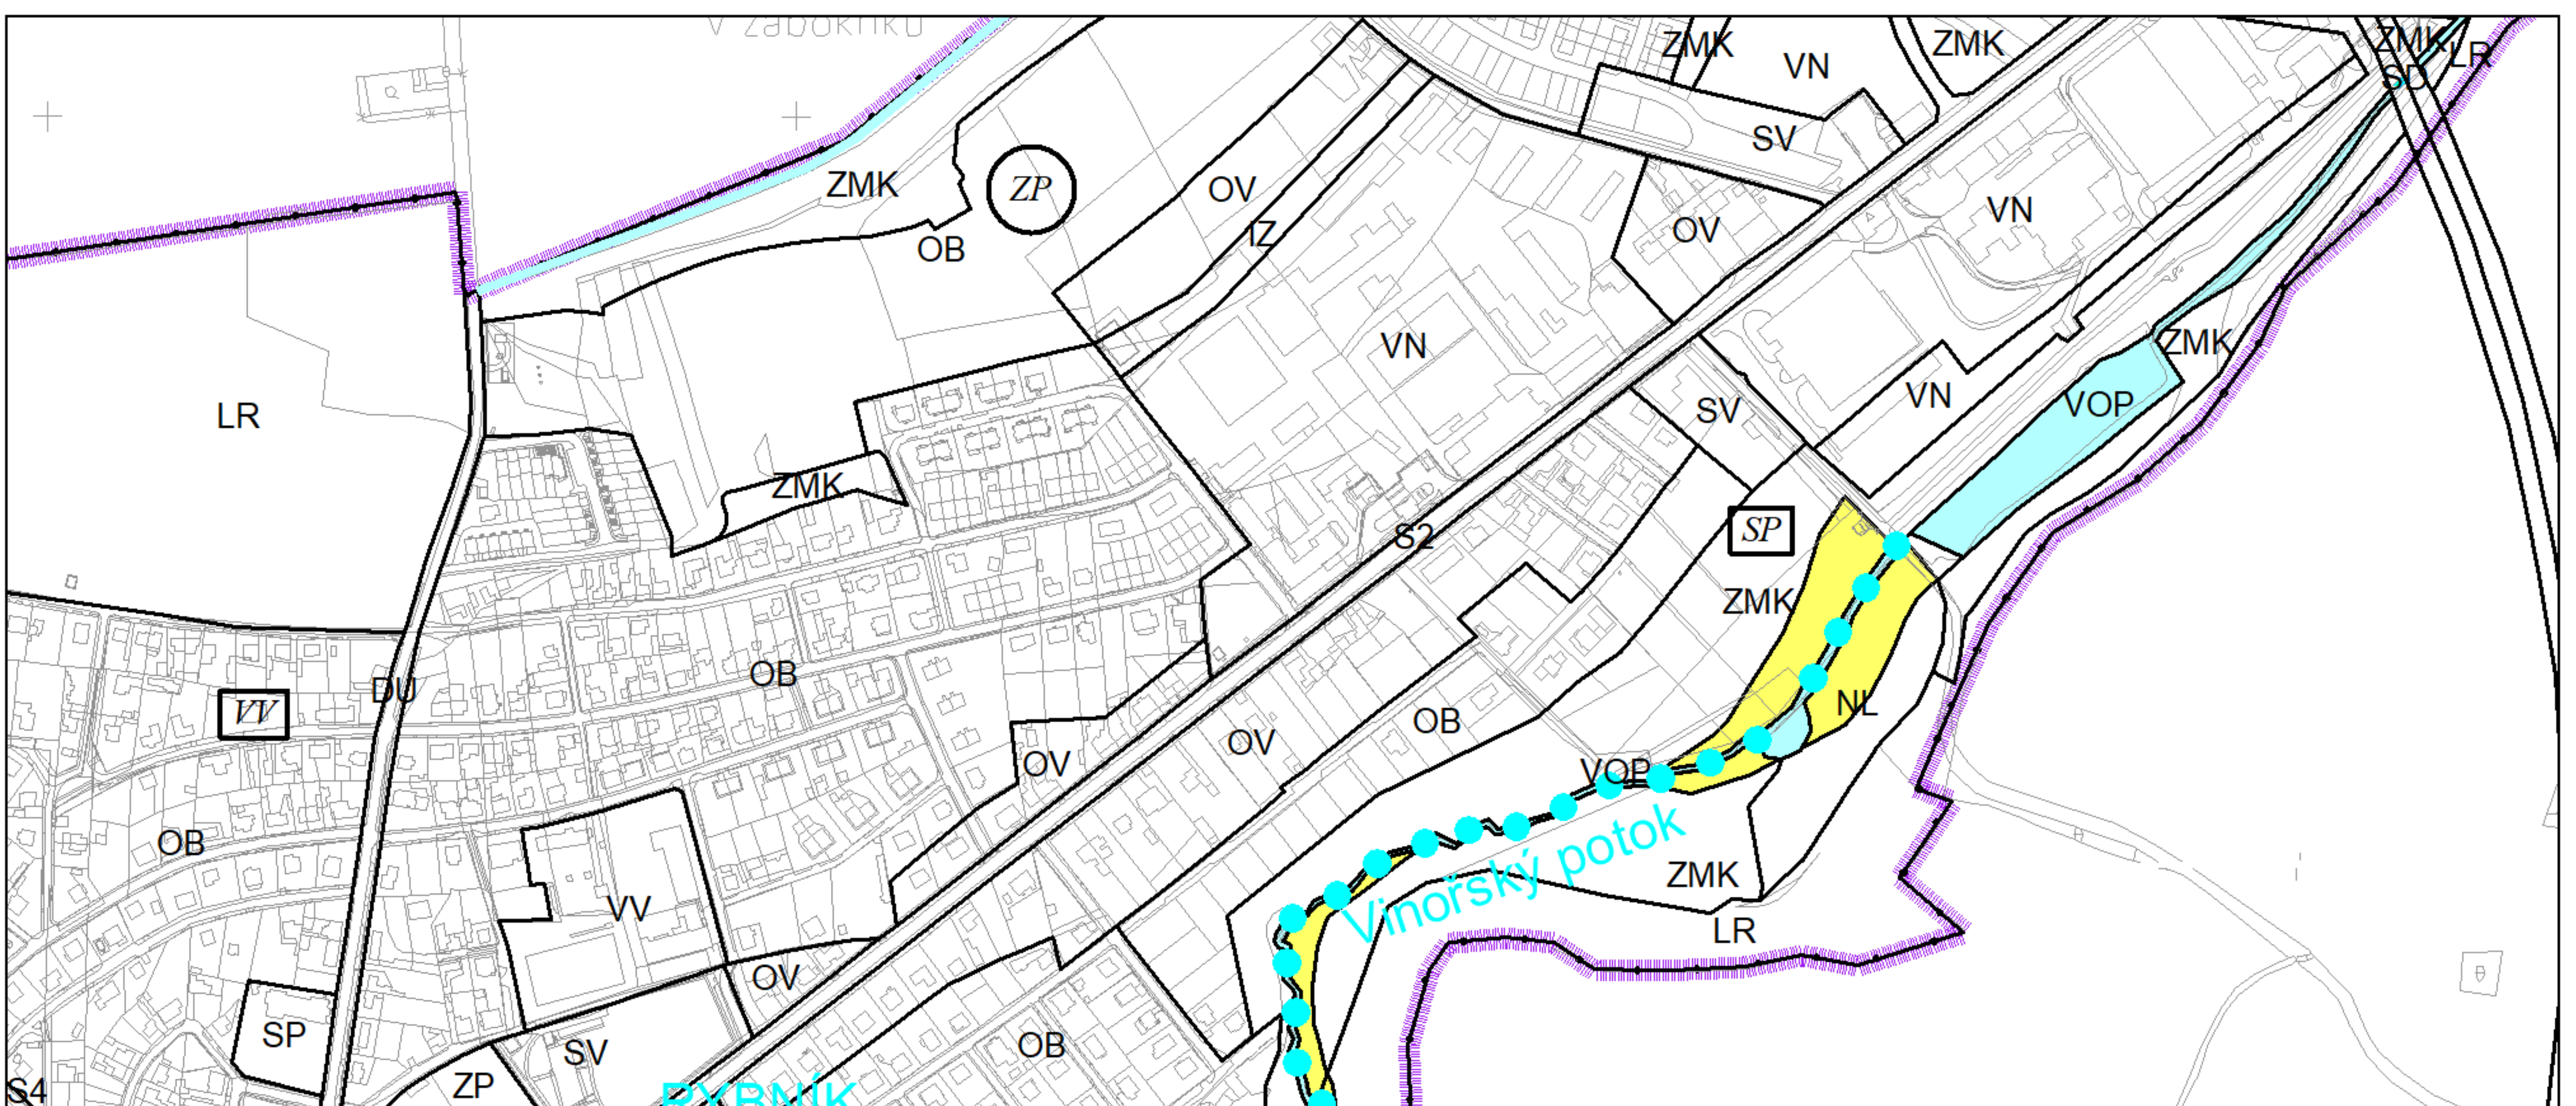 V zabokřiku
ZMK
VN
ZMK
ZMK
LR
SD
SV
ZMK
ZP
OV
VN
OV
IZ
OB
VN
ZMK
LR
SV
VN
VOP
ZMK
S2
SP
ZMK
OB
DU
VV
NL
OB
OV
OV
VOP
OB
Vinořský potok
ZMK
VV
LR
OV
SP
OB
SV
ZP
S4
RYBNÍK